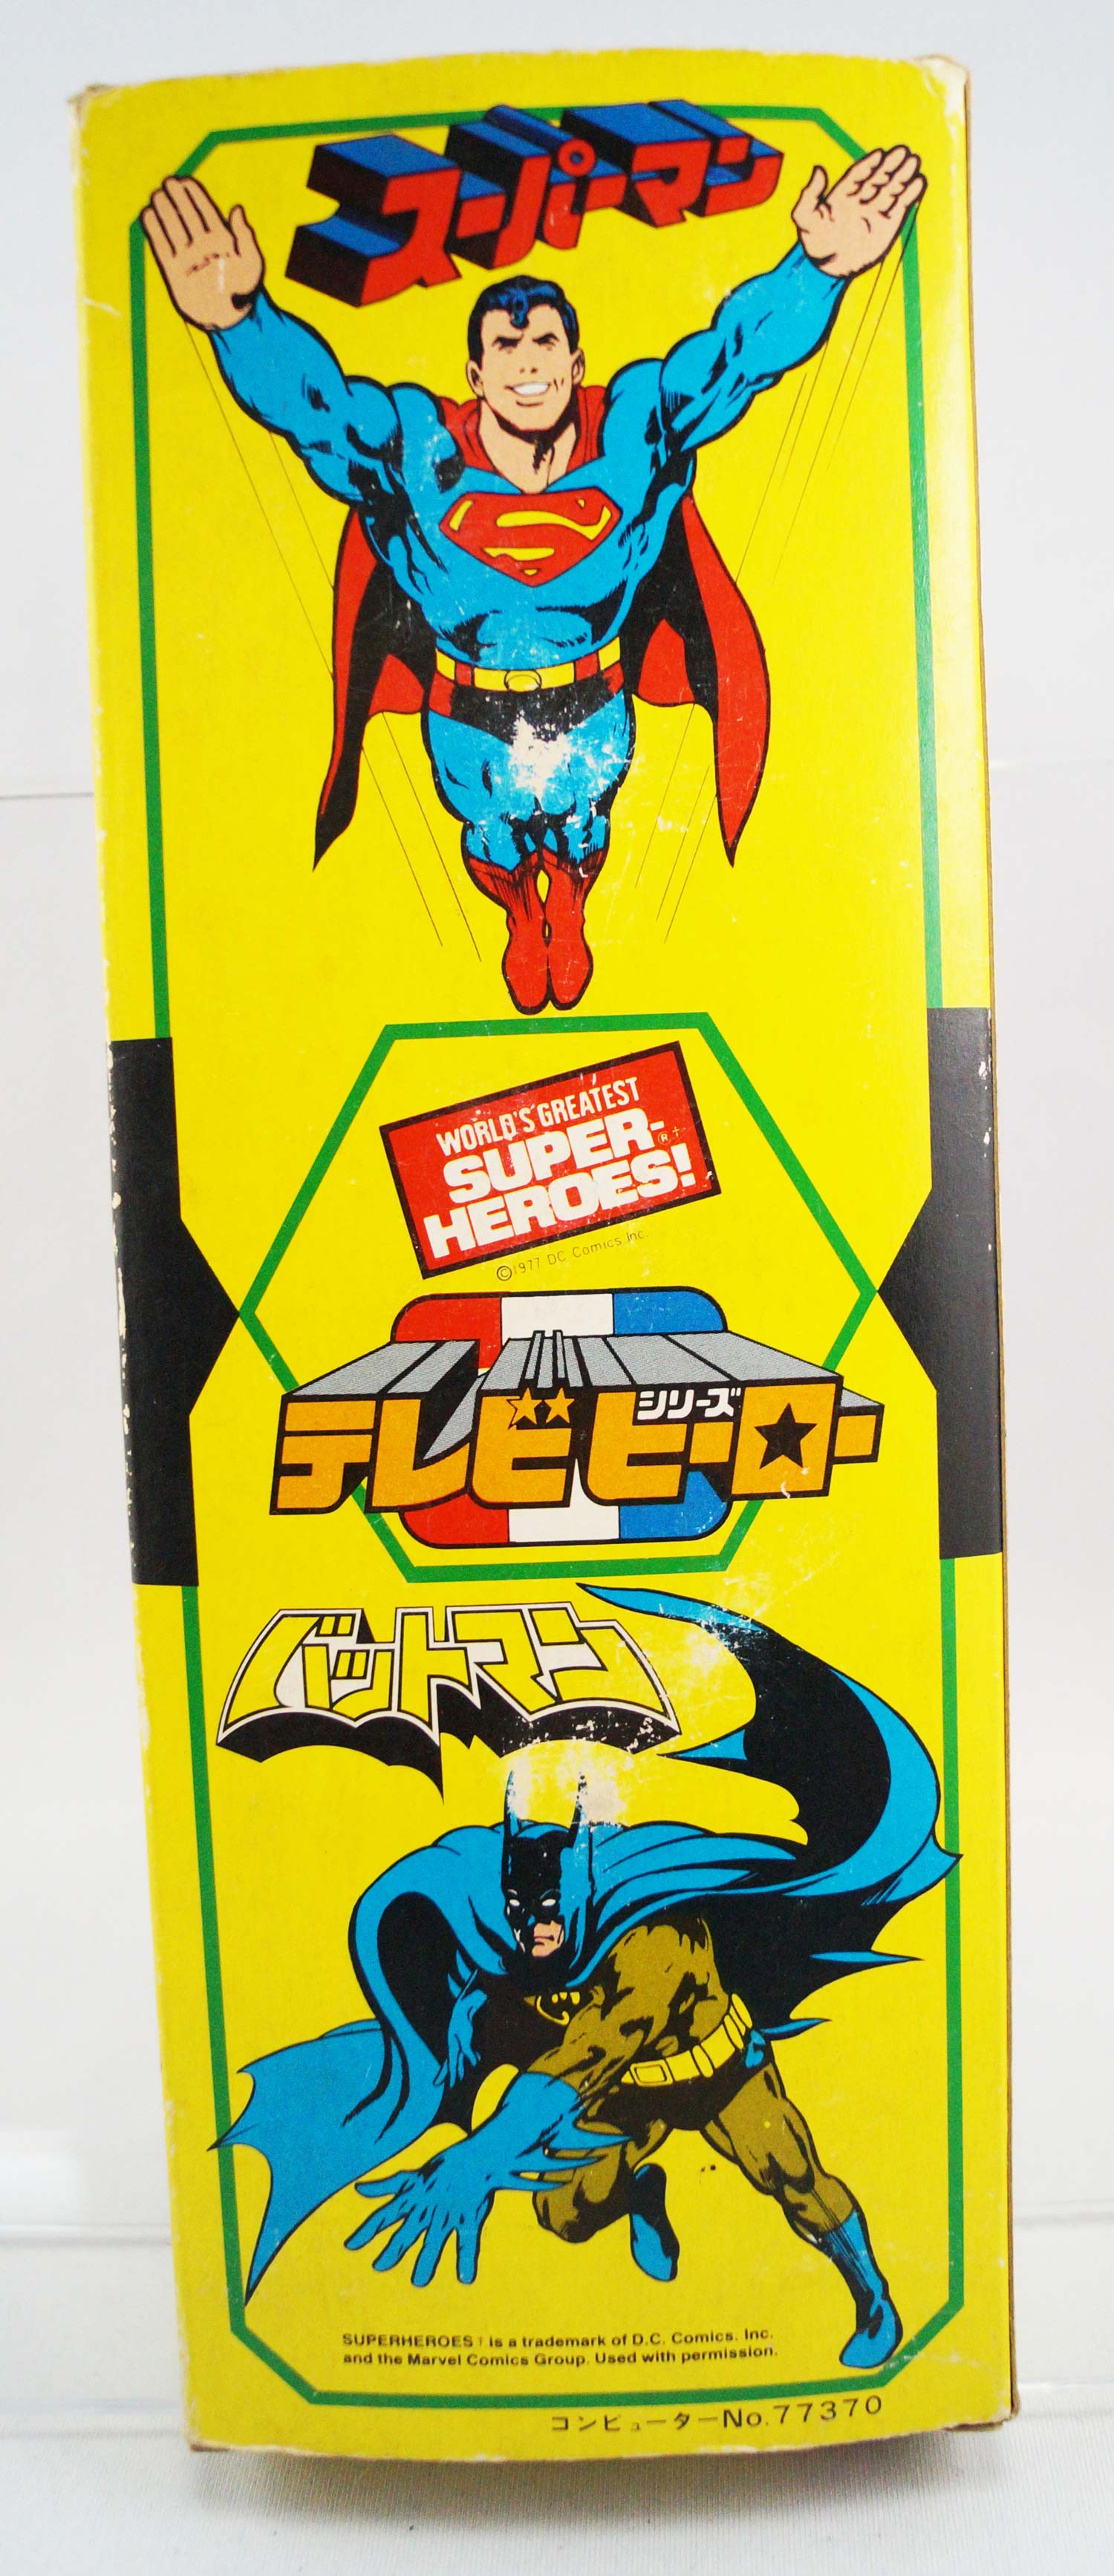 スーパーマン
WORLD'S GREATEST
SUPER-
HEROES!®†
©1977 DC Comics Inc.
テレビヒーロー
シリーズ
バットマン
SUPERHEROES† is a trademark of D.C. Comics. Inc.
and the Marvel Comics Group. Used with permission.
コンピューターNo.77370